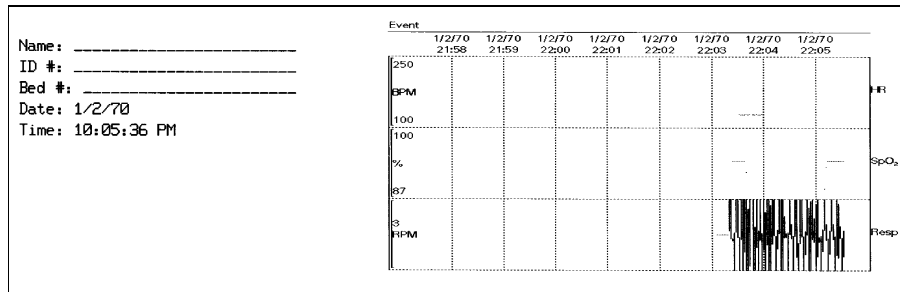 Name:
ID #:
Bed #:
Date: 1/2/70
Time: 10:05:36 PM
Event
1/2/70 1/2/70 1/2/70 1/2/70 1/2/70 1/2/70 1/2/70 1/2/70
21:58 21:59 22:00 22:01 22:02 22:03 22:04 22:05
250
BPM
100
HR
100
%
87
SpO₂
3
RPM
Resp